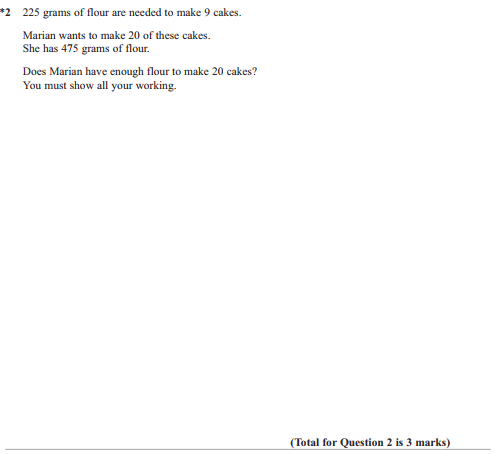 *2 225 grams of flour are needed to make 9 cakes.
Marian wants to make 20 of these cakes.
She has 475 grams of flour.
Does Marian have enough flour to make 20 cakes?
You must show all your working.
(Total for Question 2 is 3 marks)